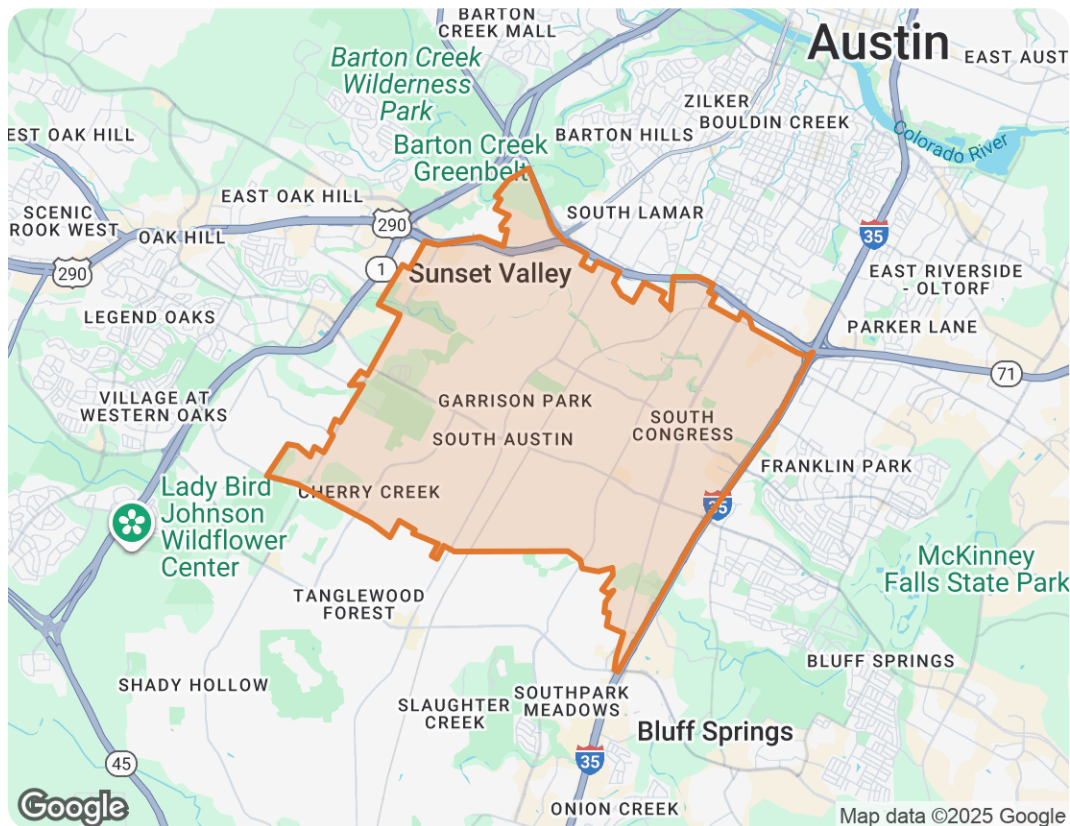 BARTON
CREEK MALL
Austin
EAST AUST
Barton Creek
Wilderness
Park
ZILKER
BOULDIN CREEK
EST OAK HILL
BARTON HILLS
Colorado River
Barton Creek
Greenbelt
EAST OAK HILL
SCENIC
ROOK WEST
OAK HILL
290
SOUTH LAMAR
35
290
1
Sunset Valley
EAST RIVERSIDE
- OLTORF
LEGEND OAKS
PARKER LANE
71
VILLAGE AT
WESTERN OAKS
GARRISON PARK
SOUTH
CONGRESS
SOUTH AUSTIN
FRANKLIN PARK
CHERRY CREEK
35
Lady Bird
Johnson
Wildflower
Center
McKinney
Falls State Park
TANGLEWOOD
FOREST
BLUFF SPRINGS
SHADY HOLLOW
SLAUGHTER
CREEK
SOUTHPARK
MEADOWS
Bluff Springs
45
35
ONION CREEK
Google
Map data ©2025 Google